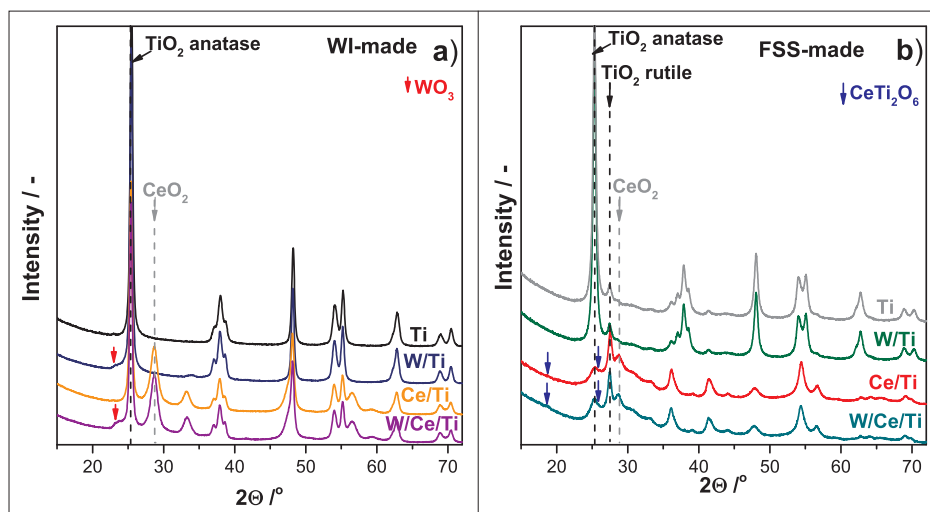 a)
WI-made
TiO2 anatase
WO3
CeO2
Intensity / -
Ti
W/Ti
Ce/Ti
W/Ce/Ti
20
30
40
50
60
70
2Θ /°
b)
FSS-made
TiO2 anatase
TiO2 rutile
CeTi2O6
CeO2
Intensity / -
Ti
W/Ti
Ce/Ti
W/Ce/Ti
20
30
40
50
60
70
2Θ /°